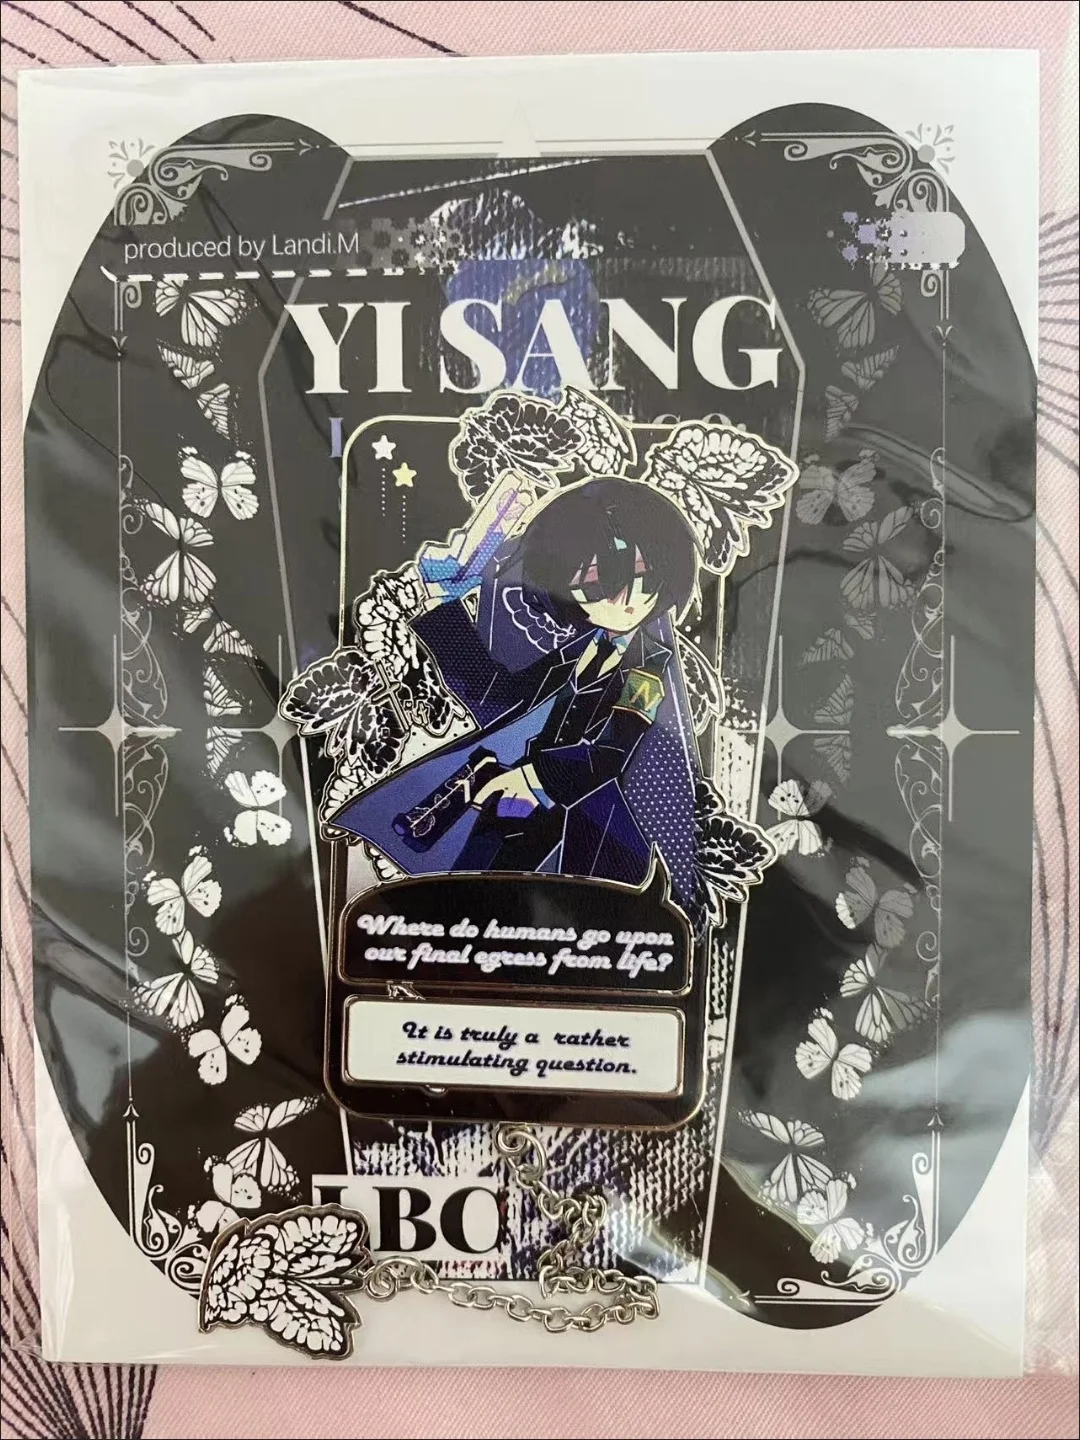 produced by Landi.M
YI SANG
N
Where do humans go upon
our final egress from life?
It is truly a rather
stimulating question.
LBC